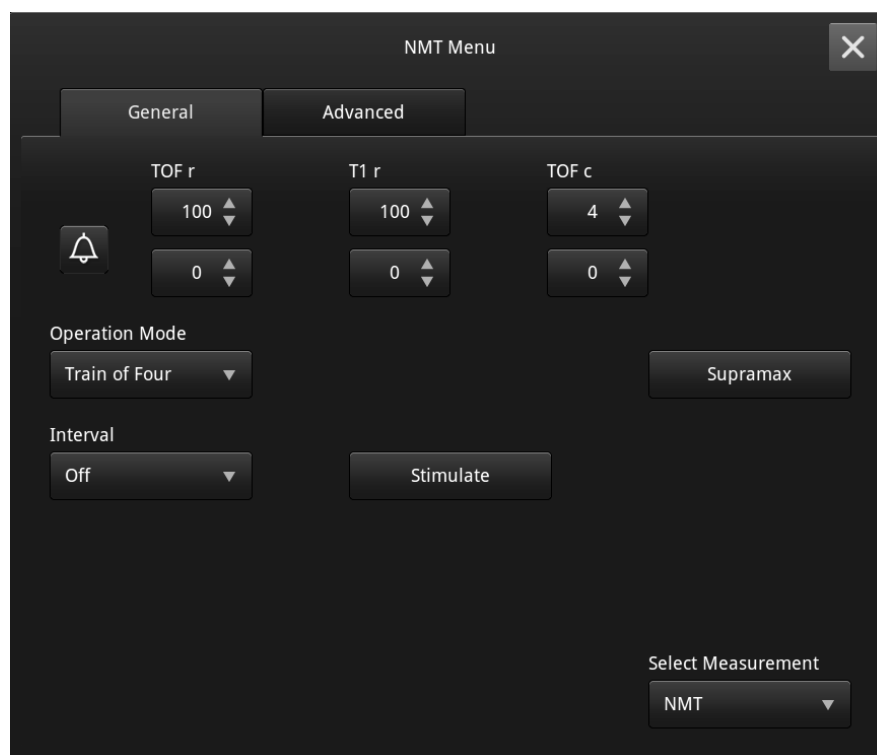 NMT Menu
General Advanced
TOF r T1 r TOF c
100 100 4
0 0 0
Operation Mode
Train of Four Supramax
Interval
Off Stimulate
Select Measurement
NMT